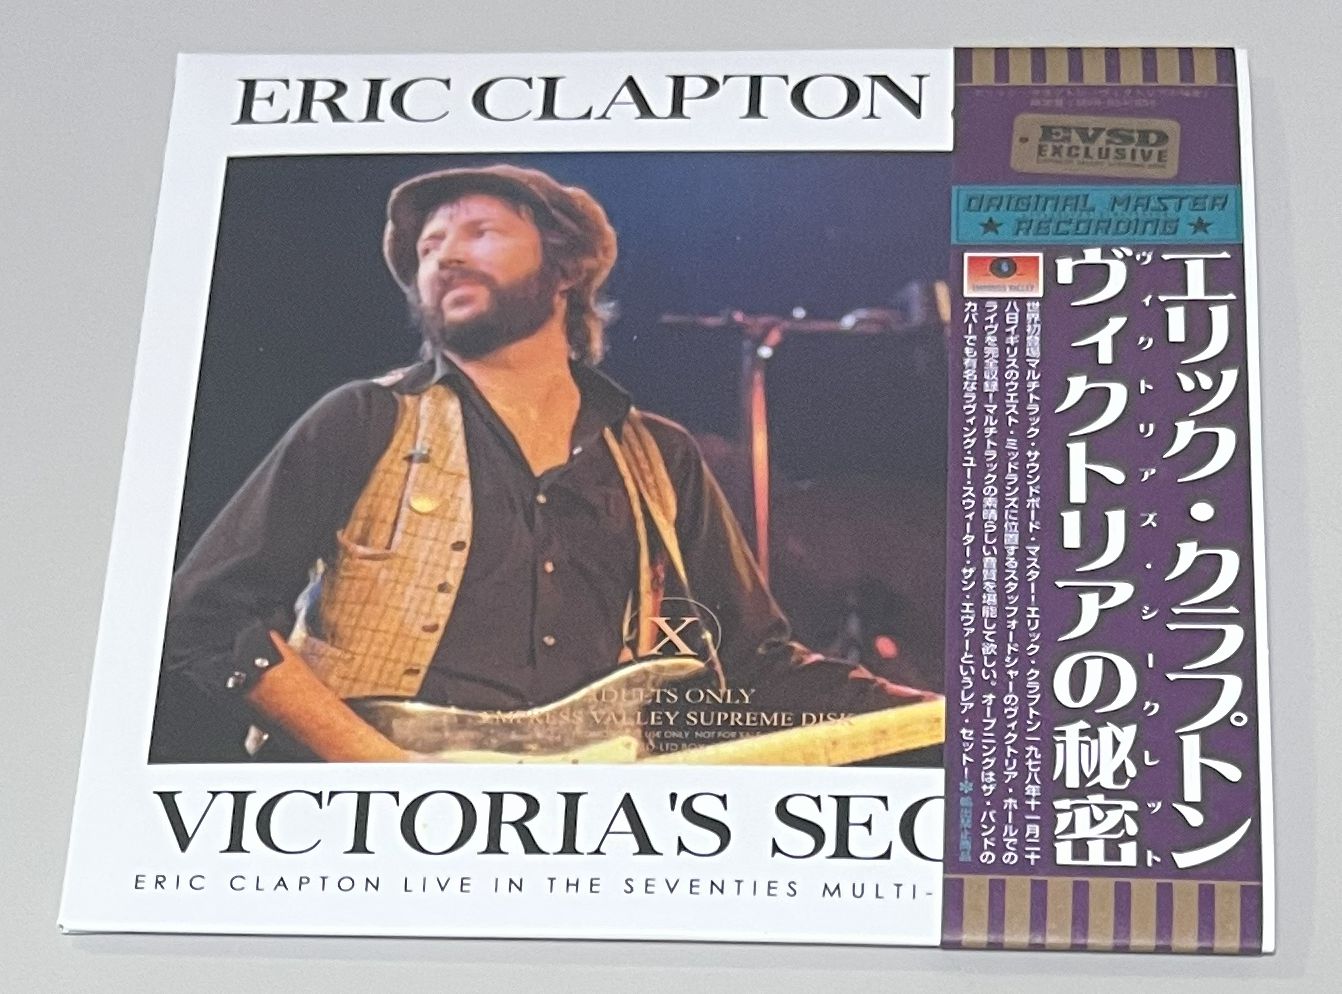 ERIC CLAPTON
EVSD
EXCLUSIVE
ORIGINAL MASTER
★ RECORDING ★
エリック・クラプトン
ヴィクトリアズ・シークレット
ヴィクトリアの秘密
世界初登場マルチトラック・サウンドボード・マスター!エリック・クラプトン一九七八年十一月二十
八日イギリスのウエスト・ミッドランズに位置するスタッフォードシャーのヴィクトリア・ホールでの
ライヴを完全収録!マルチトラックの素晴らしい音質を堪能して欲しい。オープニングはザ・バンドの
カバーでも有名なラヴィング・ユー・スウィーター・ザン・エヴァーというレア・セット!
X
ADULTS ONLY
EMPRESS VALLEY SUPREME DISK
USE ONLY NOT FOR SALE
VICTORIA'S SEC
ERIC CLAPTON LIVE IN THE SEVENTIES MULTI-